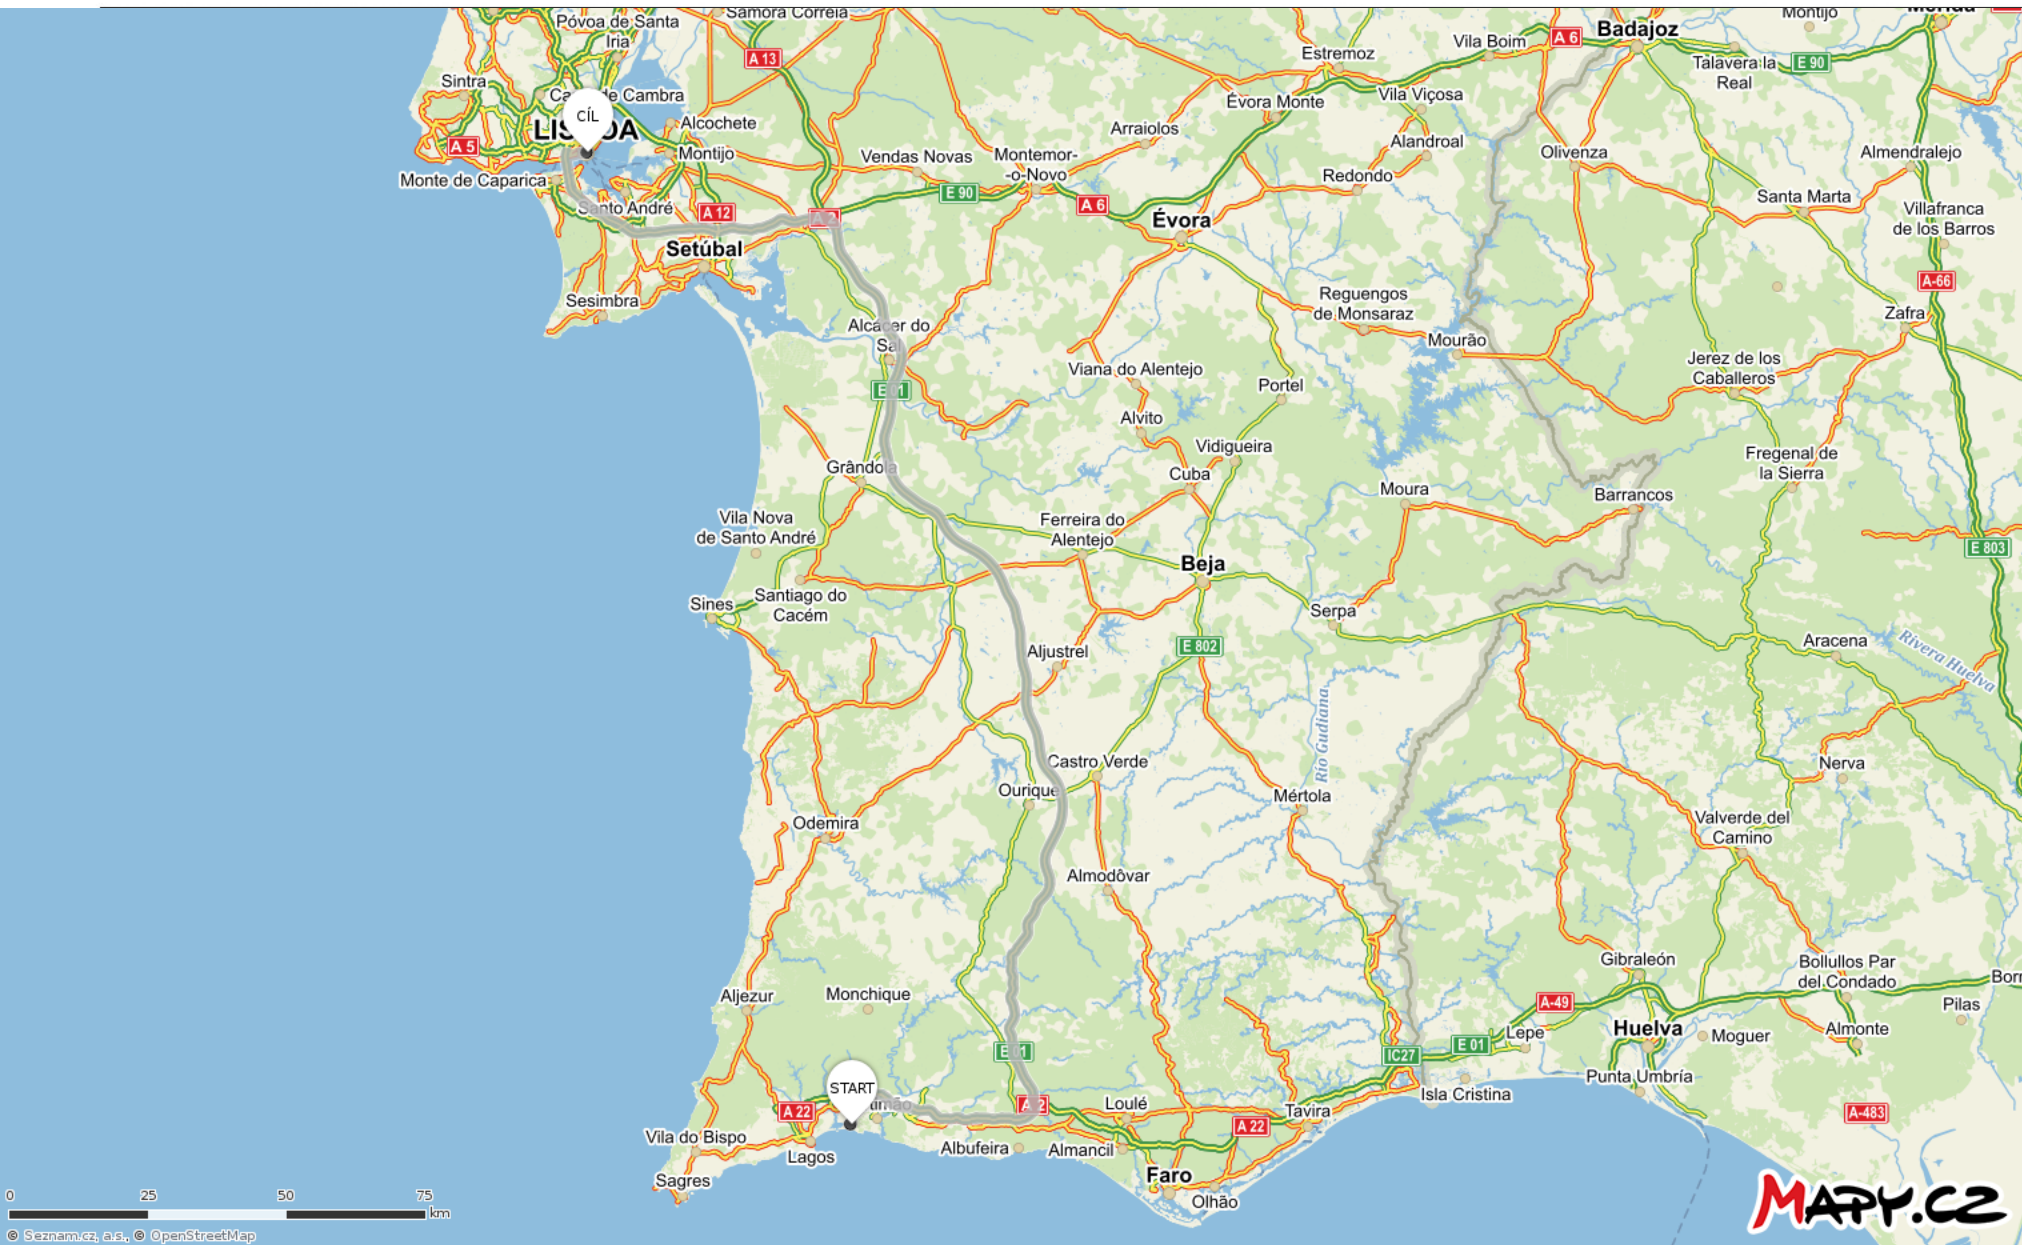 Póvoa de Santa
Iria
Samora Correia
A 13
Estremoz
Vila Boim
A 6
Badajoz
Montijo
Talavera la
Real
E 90
Sintra
CÍL
LIS OA
Alcochete
Évora Monte
Vila Viçosa
A 5
Montijo
Arraiolos
Alandroal
Monte de Caparica
Vendas Novas
Montemor-
-o-Novo
Redondo
Olivenza
Almendralejo
E 90
A 6
Santa Marta
Santo André
A 12
Évora
Villafranca
de los Barros
Setúbal
A-66
Sesimbra
Reguengos
de Monsaraz
Zafra
Alcácer do
Sal
Mourão
Viana do Alentejo
Portel
Jerez de los
Caballeros
E 01
Alvito
Vidigueira
Fregenal de
la Sierra
Grândola
Cuba
Moura
Barrancos
Vila Nova
de Santo André
Ferreira do
Alentejo
Beja
E 803
Sines
Santiago do
Cacém
Serpa
Aljustrel
E 802
Aracena
Rivera Huelva
Río Gudiana
Castro Verde
Ourique
Mértola
Nerva
Odemira
Valverde del
Camino
Almodôvar
Gibraleón
Bollullos Par
del Condado
Aljezur
Monchique
A-49
Pilas
E 01
IC27
E 01
Lepe
Huelva
Moguer
Almonte
START
Punta Umbría
Isla Cristina
A 22
A 2
Loulé
A 22
Tavira
A-483
Vila do Bispo
Lagos
Albufeira
Almancil
Faro
Sagres
Olhão
0 25 50 75
km
MAPY.CZ
© Seznam.cz, a.s., © OpenStreetMap